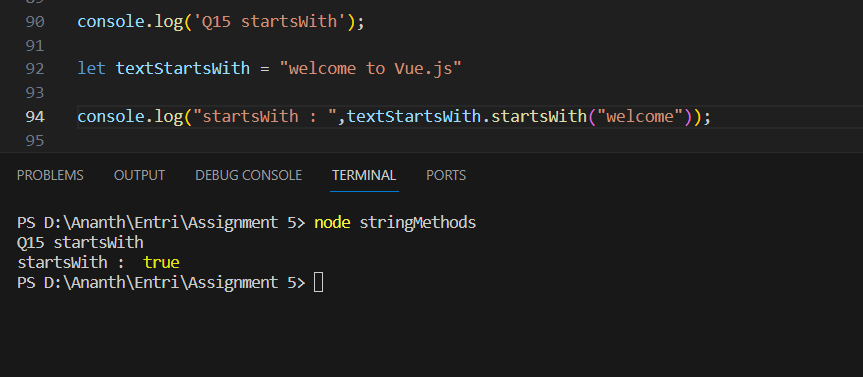 89
90 console.log('Q15 startsWith');
91
92 let textStartsWith = "welcome to Vue.js"
93
94 console.log("startsWith : ",textStartsWith.startsWith("welcome"));
95
PROBLEMS OUTPUT DEBUG CONSOLE TERMINAL PORTS
PS D:\Ananth\Entri\Assignment 5> node stringMethods
Q15 startsWith
startsWith :  true
PS D:\Ananth\Entri\Assignment 5>